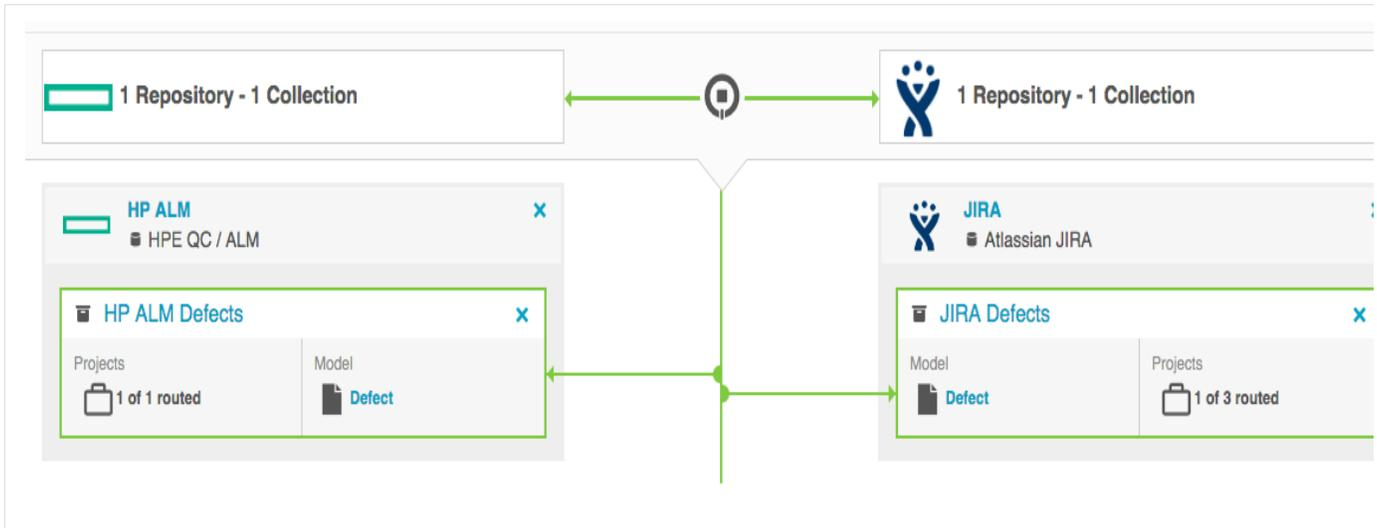 1 Repository - 1 Collection
1 Repository - 1 Collection
HP ALM
HPE QC / ALM
HP ALM Defects
Projects
1 of 1 routed
Model
Defect
JIRA
Atlassian JIRA
JIRA Defects
Model
Defect
Projects
1 of 3 routed